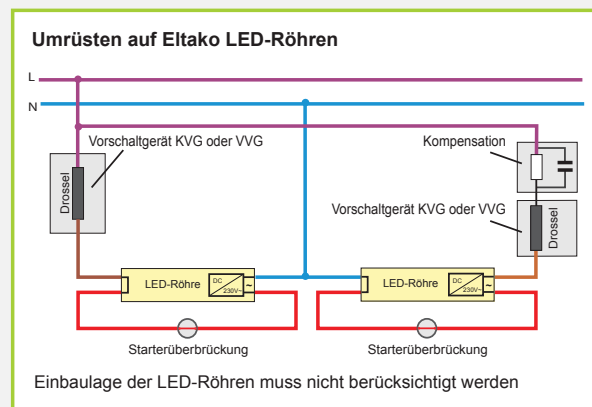 Umrüsten auf Eltako LED-Röhren
L
N
Vorschaltgerät KVG oder VVG
Kompensation
Drossel
Vorschaltgerät KVG oder VVG
Drossel
LED-Röhre
DC
230V~
~
LED-Röhre
DC
230V~
~
Starterüberbrückung
Starterüberbrückung
Einbaulage der LED-Röhren muss nicht berücksichtigt werden